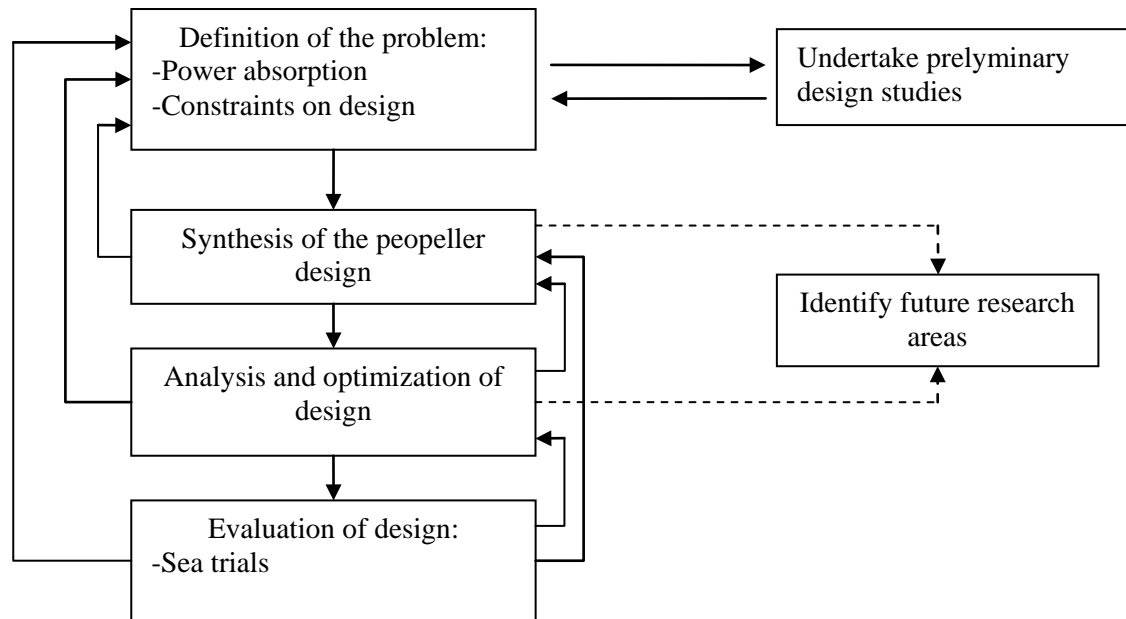 Definition of the problem:
-Power absorption
-Constraints on design
Undertake prelyminary
design studies
Synthesis of the peopeller
design
Identify future research
areas
Analysis and optimization of
design
Evaluation of design:
-Sea trials